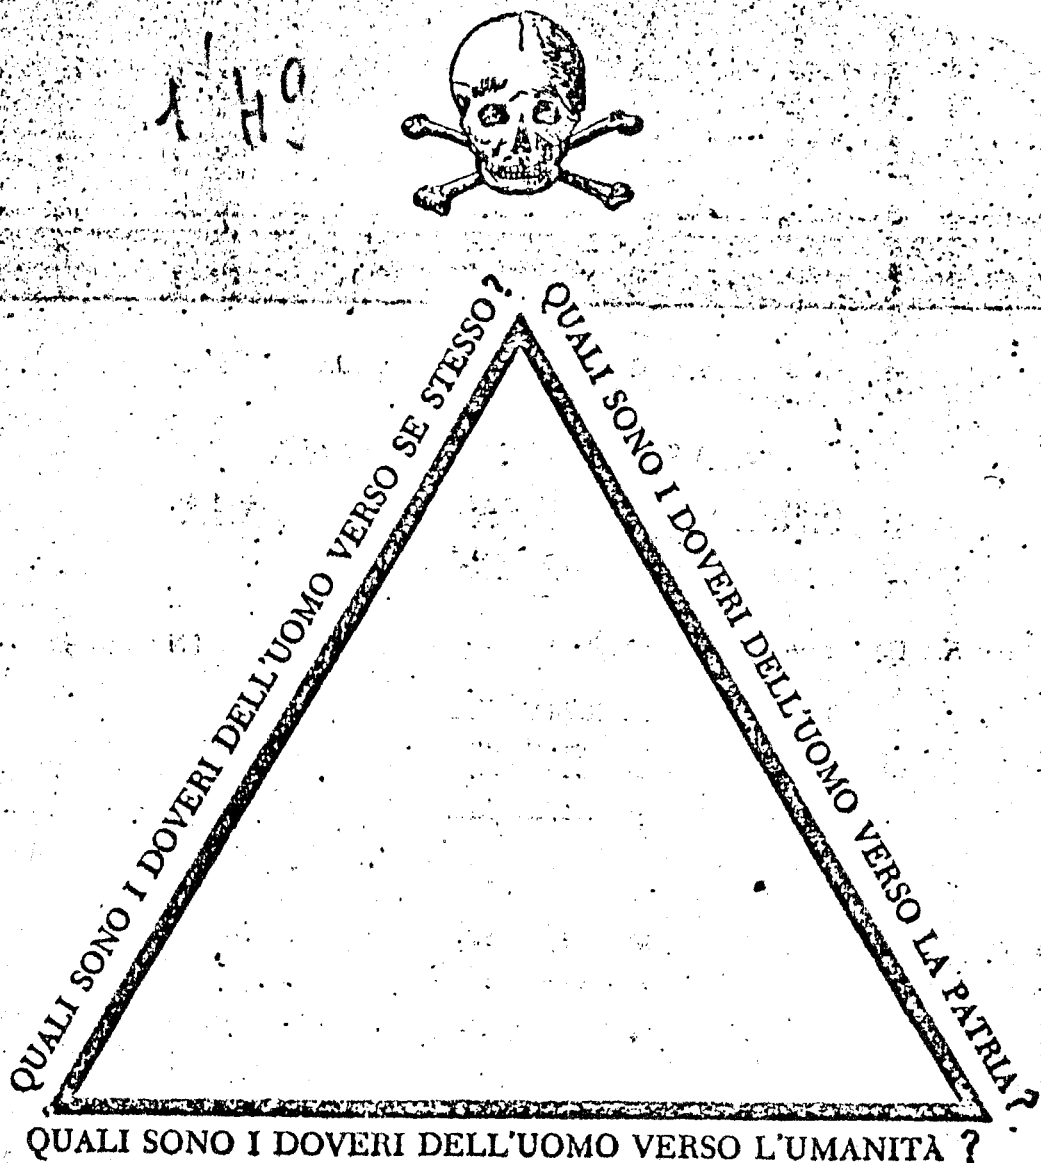 QUALI SONO I DOVERI DELL'UOMO VERSO SE STESSO?
QUALI SONO I DOVERI DELL'UOMO VERSO LA PATRIA?
QUALI SONO I DOVERI DELL'UOMO VERSO L'UMANITÀ ?